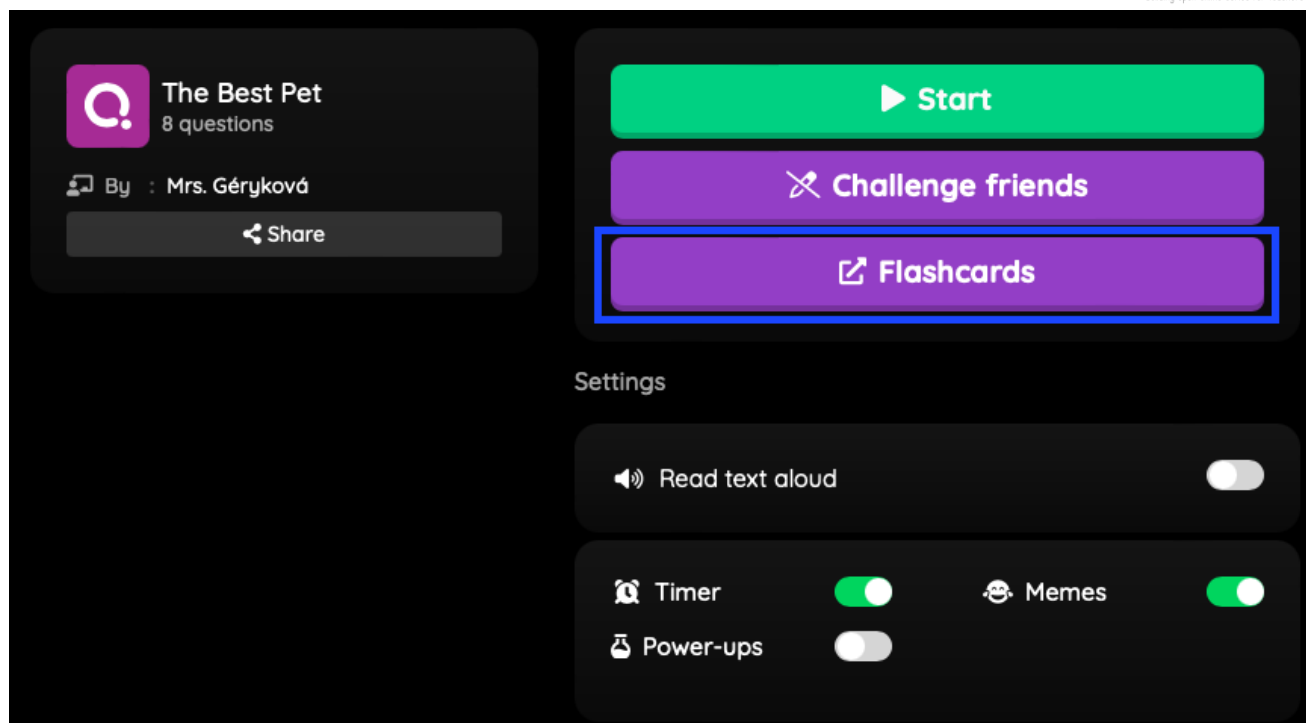 The Best Pet
8 questions
By : Mrs. Géryková
Share
Start
Challenge friends
Flashcards
Settings
Read text aloud
Timer
Memes
Power-ups